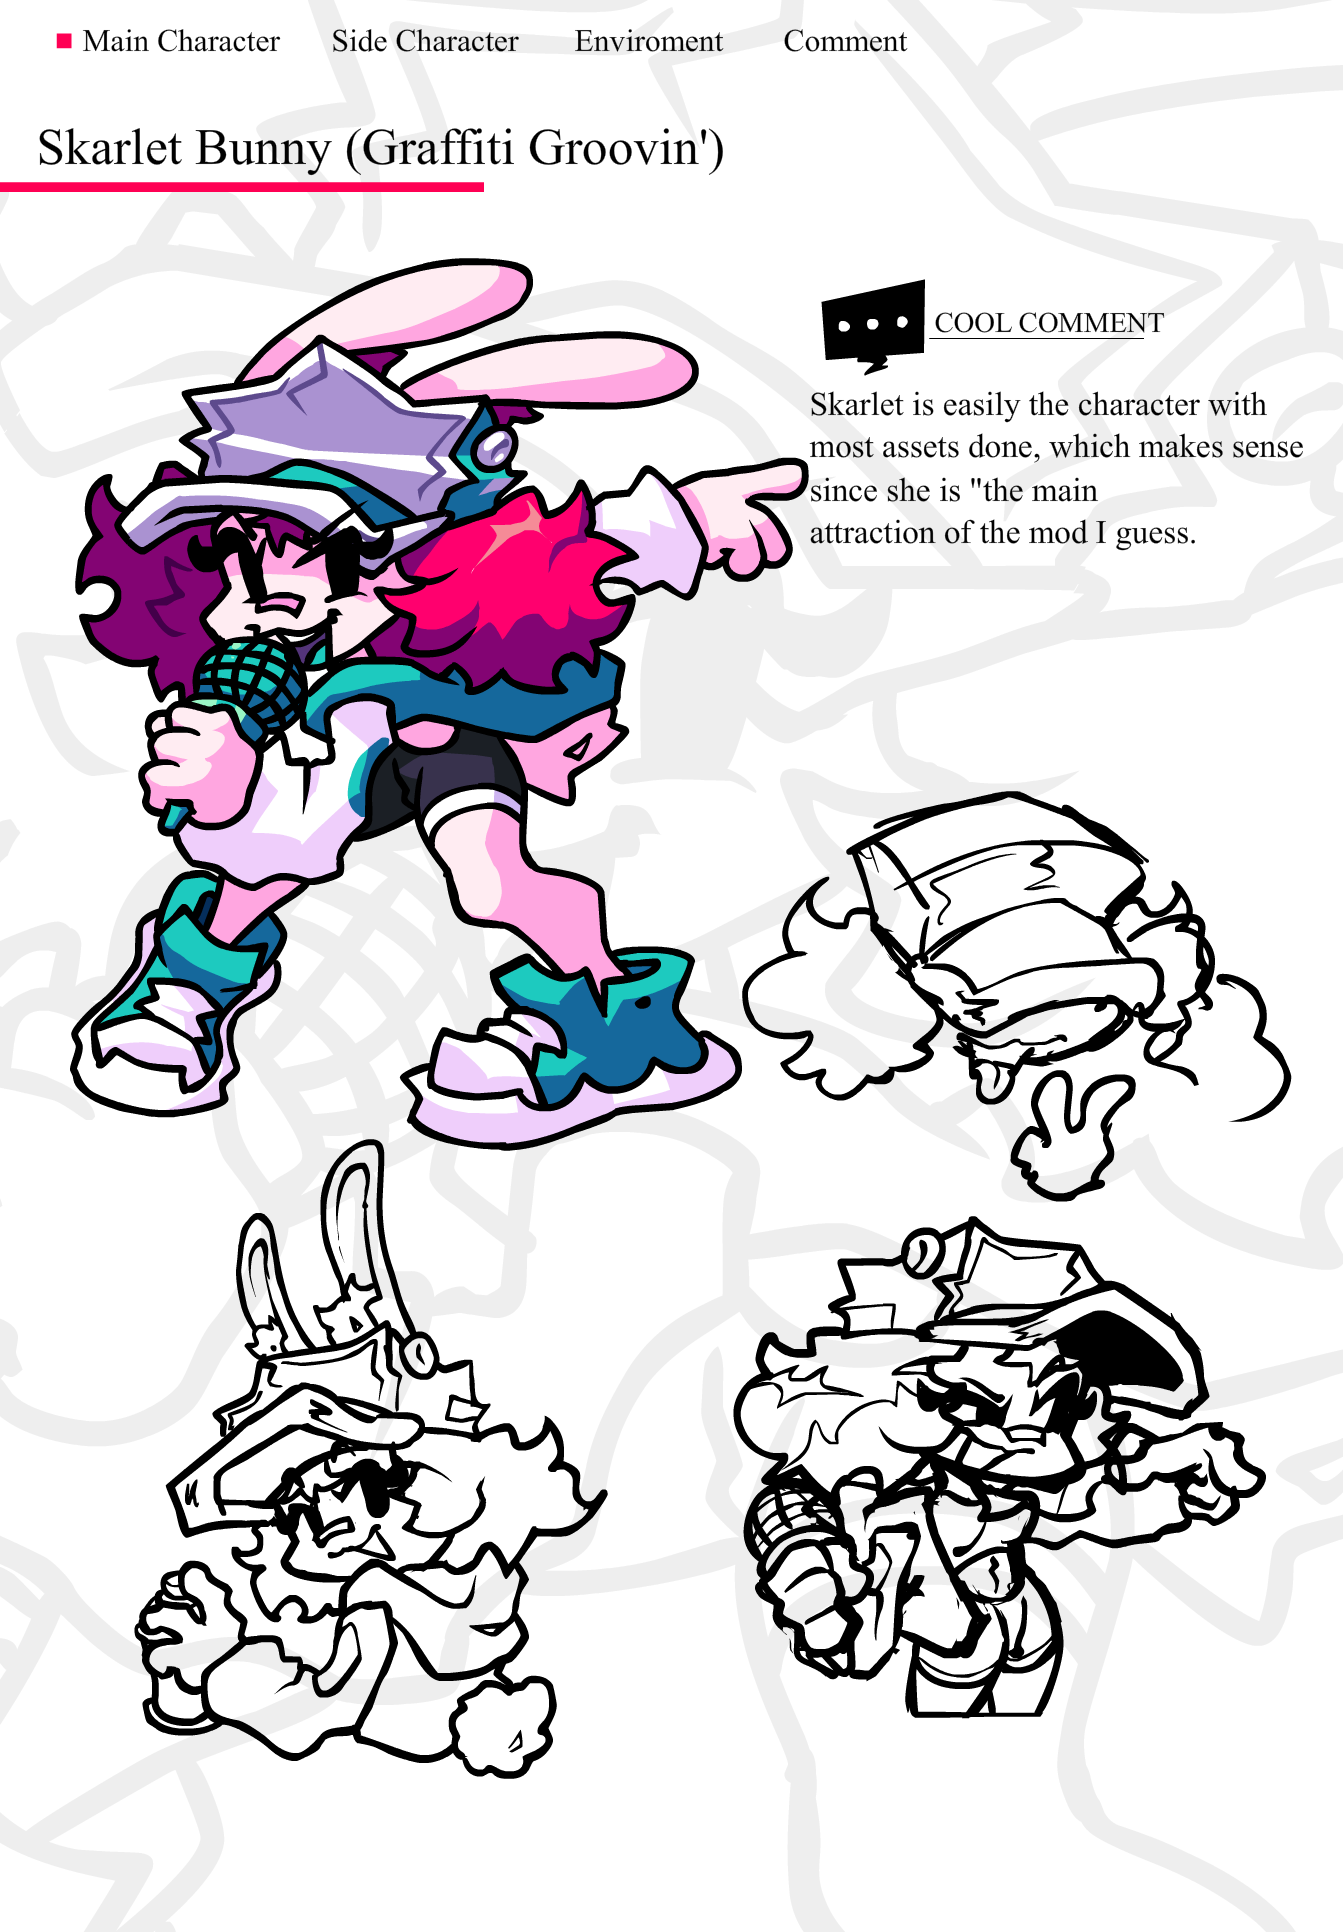 Main Character Side Character Enviroment Comment
Skarlet Bunny (Graffiti Groovin')
COOL COMMENT
Skarlet is easily the character with
most assets done, which makes sense
since she is "the main
attraction of the mod I guess.